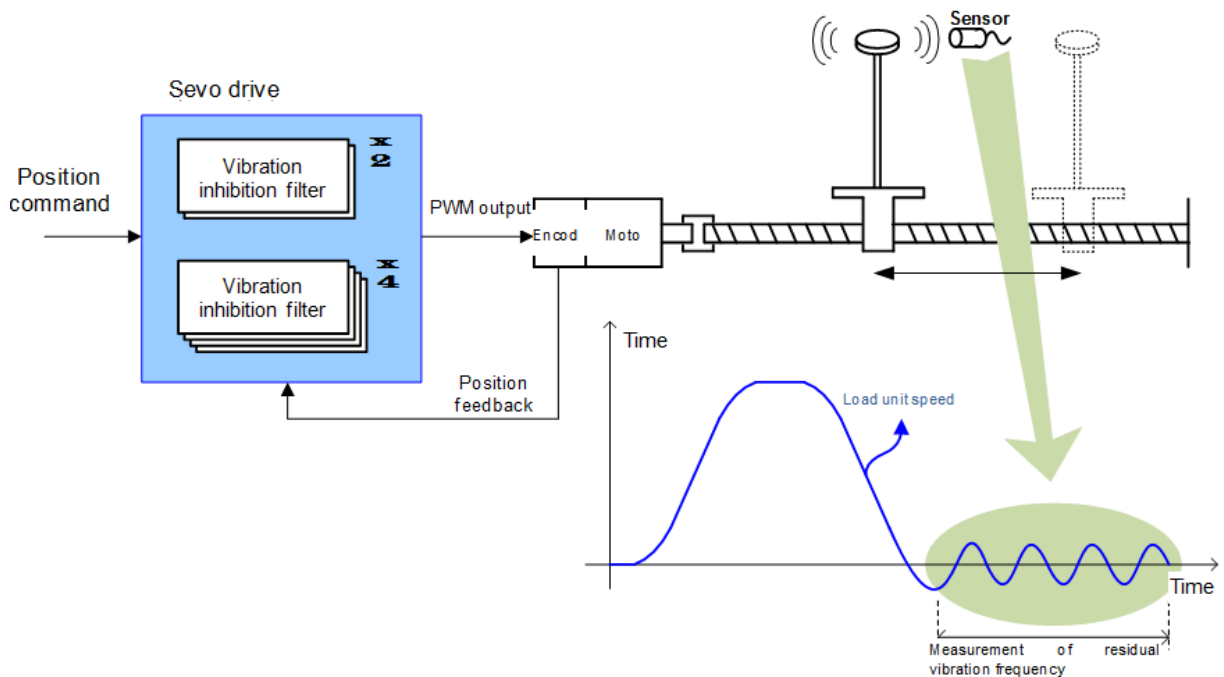 Sensor
Sevo drive
x
2
Vibration
inhibition filter
Position
command
PWM output
Encod
Moto
x
4
Vibration
inhibition filter
Time
Position
feedback
Load unit speed
Time
Measurement of residual
vibration frequency